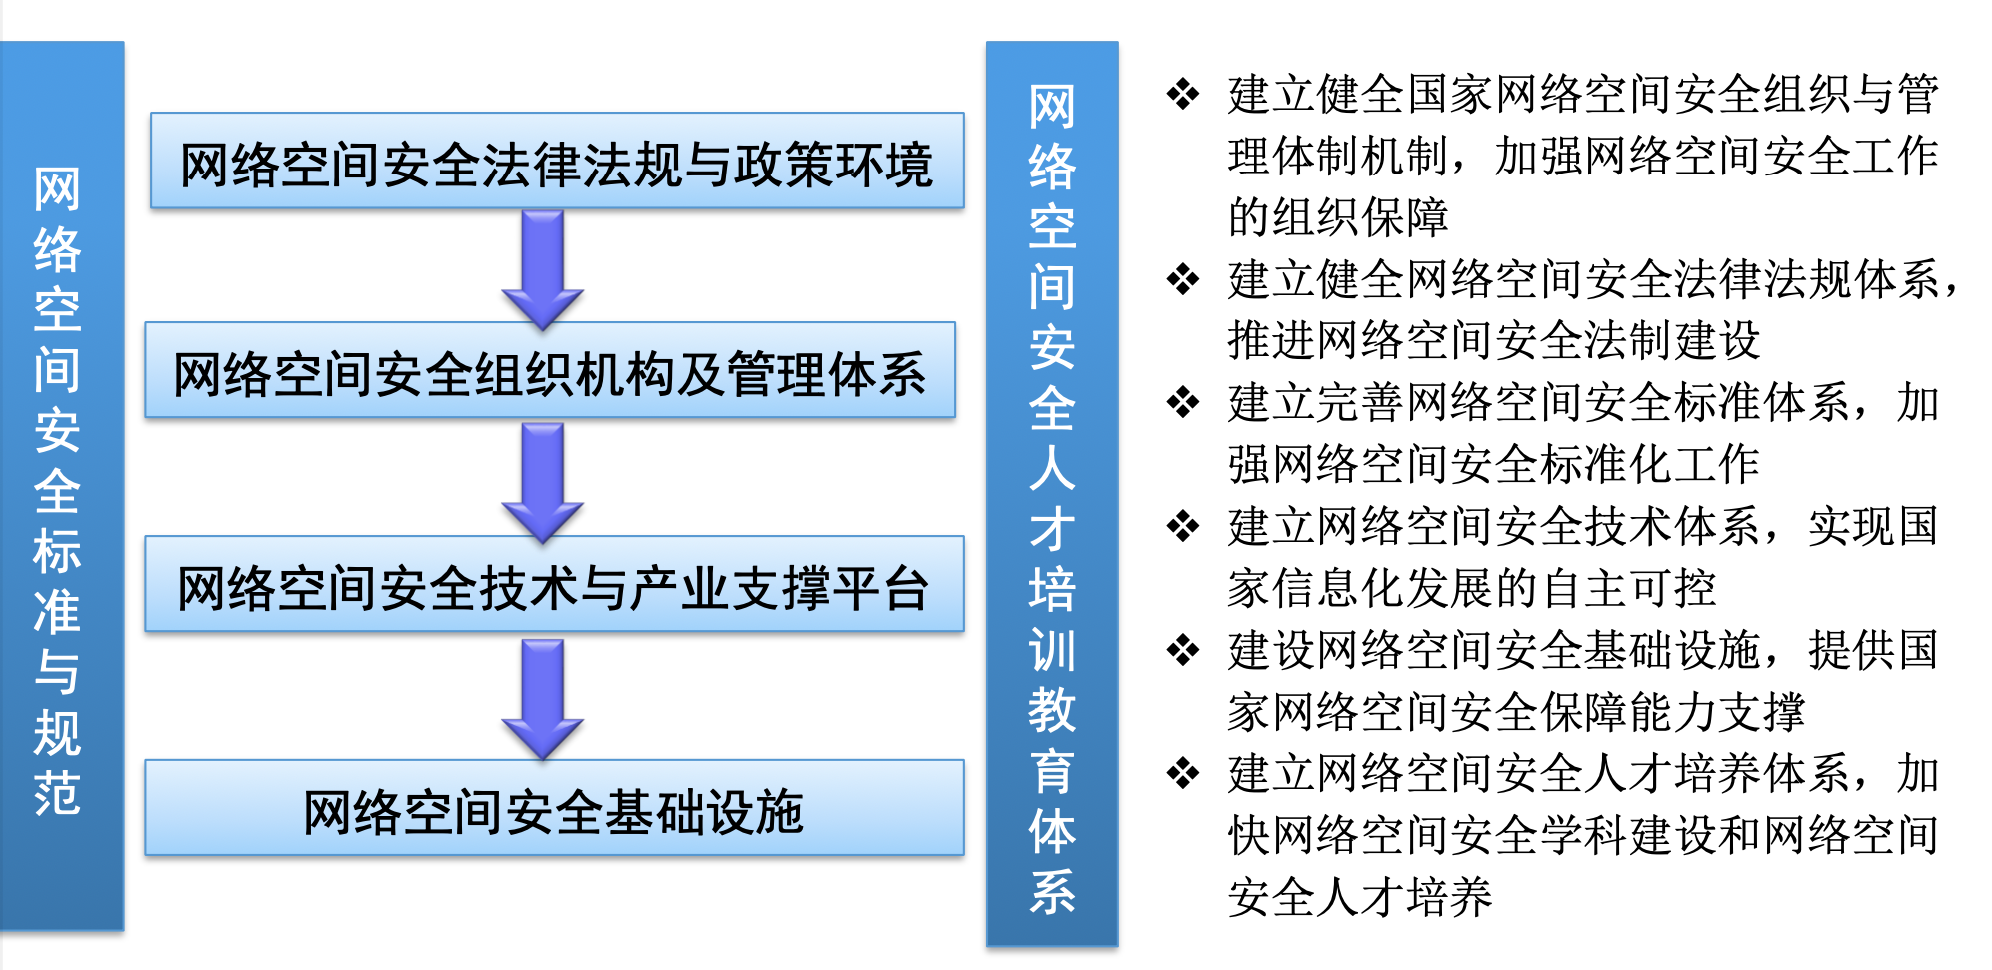 网络空间安全标准与规范
网络空间安全法律法规与政策环境
网络空间安全组织机构及管理体系
网络空间安全技术与产业支撑平台
网络空间安全基础设施
网络空间安全人才培训教育体系
❖ 建立健全国家网络空间安全组织与管
理体制机制，加强网络空间安全工作
的组织保障
❖ 建立健全网络空间安全法律法规体系，
推进网络空间安全法制建设
❖ 建立完善网络空间安全标准体系，加
强网络空间安全标准化工作
❖ 建立网络空间安全技术体系，实现国
家信息化发展的自主可控
❖ 建设网络空间安全基础设施，提供国
家网络空间安全保障能力支撑
❖ 建立网络空间安全人才培养体系，加
快网络空间安全学科建设和网络空间
安全人才培养